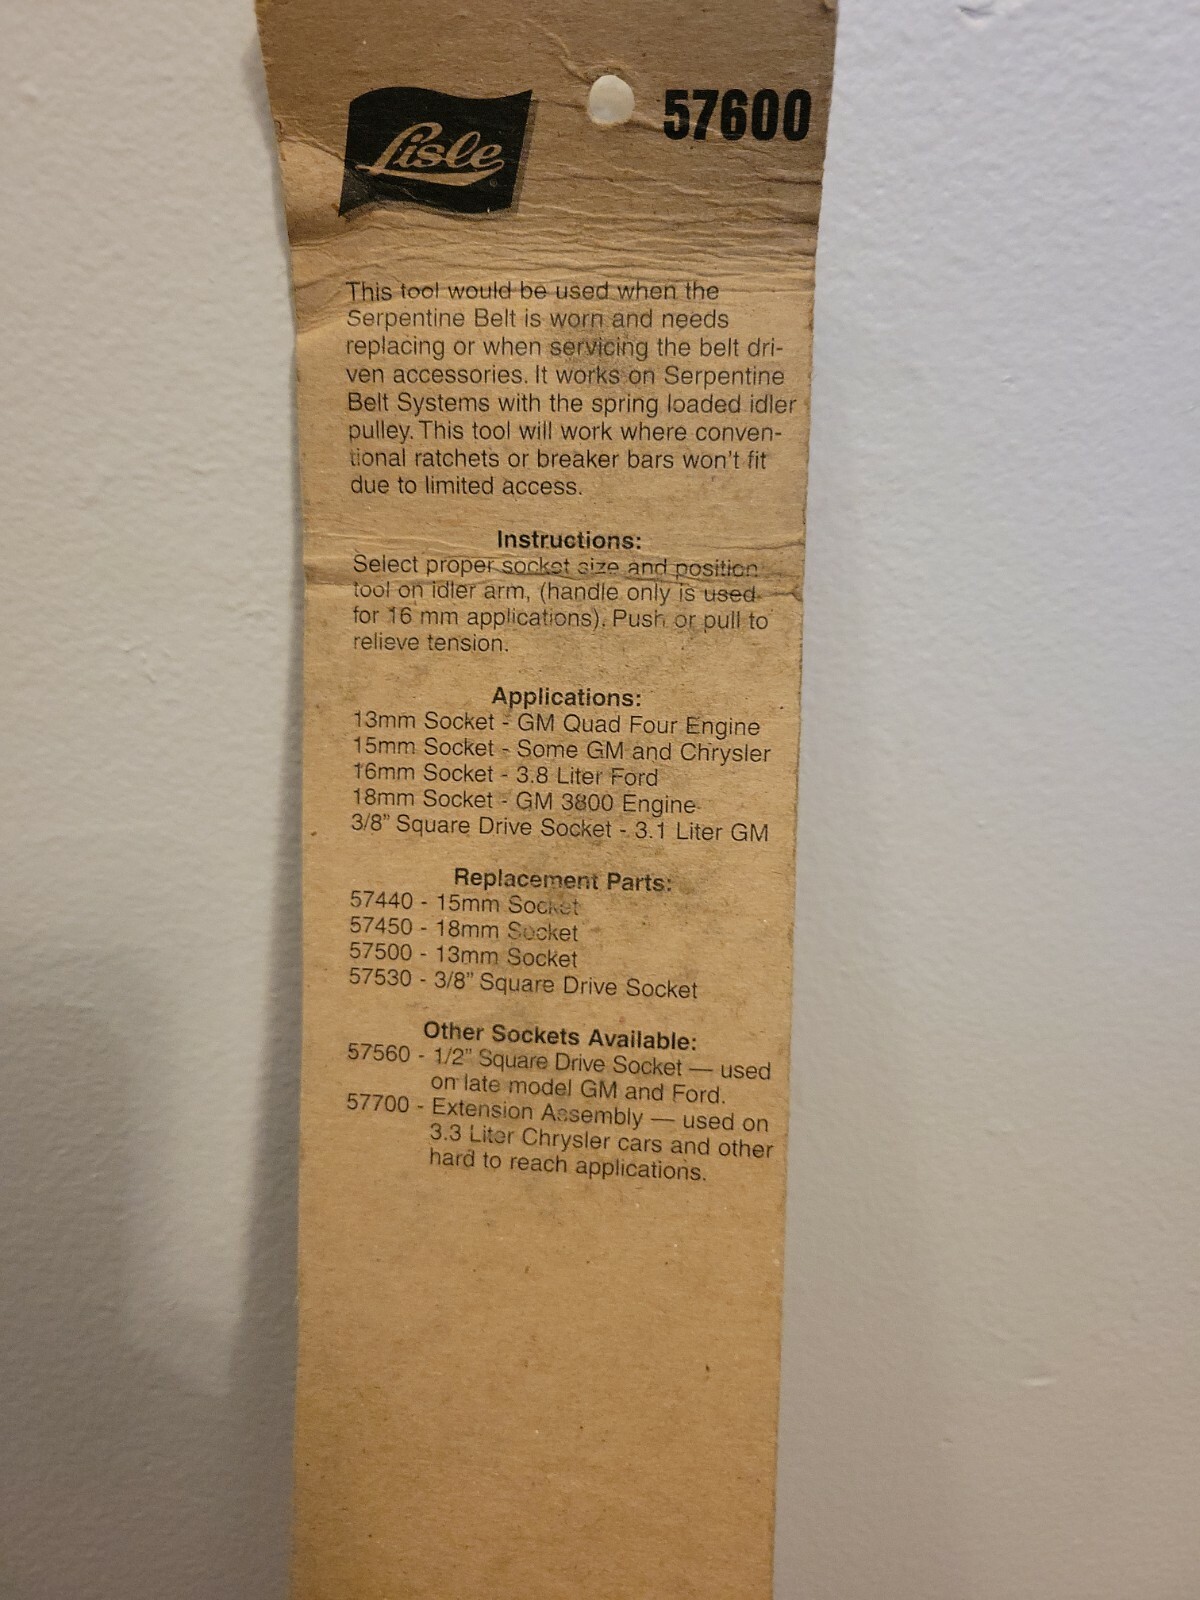 Lisle
57600
This tool would be used when the
Serpentine Belt is worn and needs
replacing or when servicing the belt dri-
ven accessories. It works on Serpentine
Belt Systems with the spring loaded idler
pulley. This tool will work where conven-
tional ratchets or breaker bars won't fit
due to limited access.
Instructions:
Select proper socket size and position
tool on idler arm, (handle only is used
for 16 mm applications). Push or pull to
relieve tension.
Applications:
13mm Socket - GM Quad Four Engine
15mm Socket - Some GM and Chrysler
16mm Socket - 3.8 Liter Ford
18mm Socket - GM 3800 Engine
3/8" Square Drive Socket - 3.1 Liter GM
Replacement Parts:
57440 - 15mm Socket
57450 - 18mm Socket
57500 - 13mm Socket
57530 - 3/8" Square Drive Socket
Other Sockets Available:
57560 - 1/2" Square Drive Socket — used
on late model GM and Ford.
57700 - Extension Assembly — used on
3.3 Liter Chrysler cars and other
hard to reach applications.